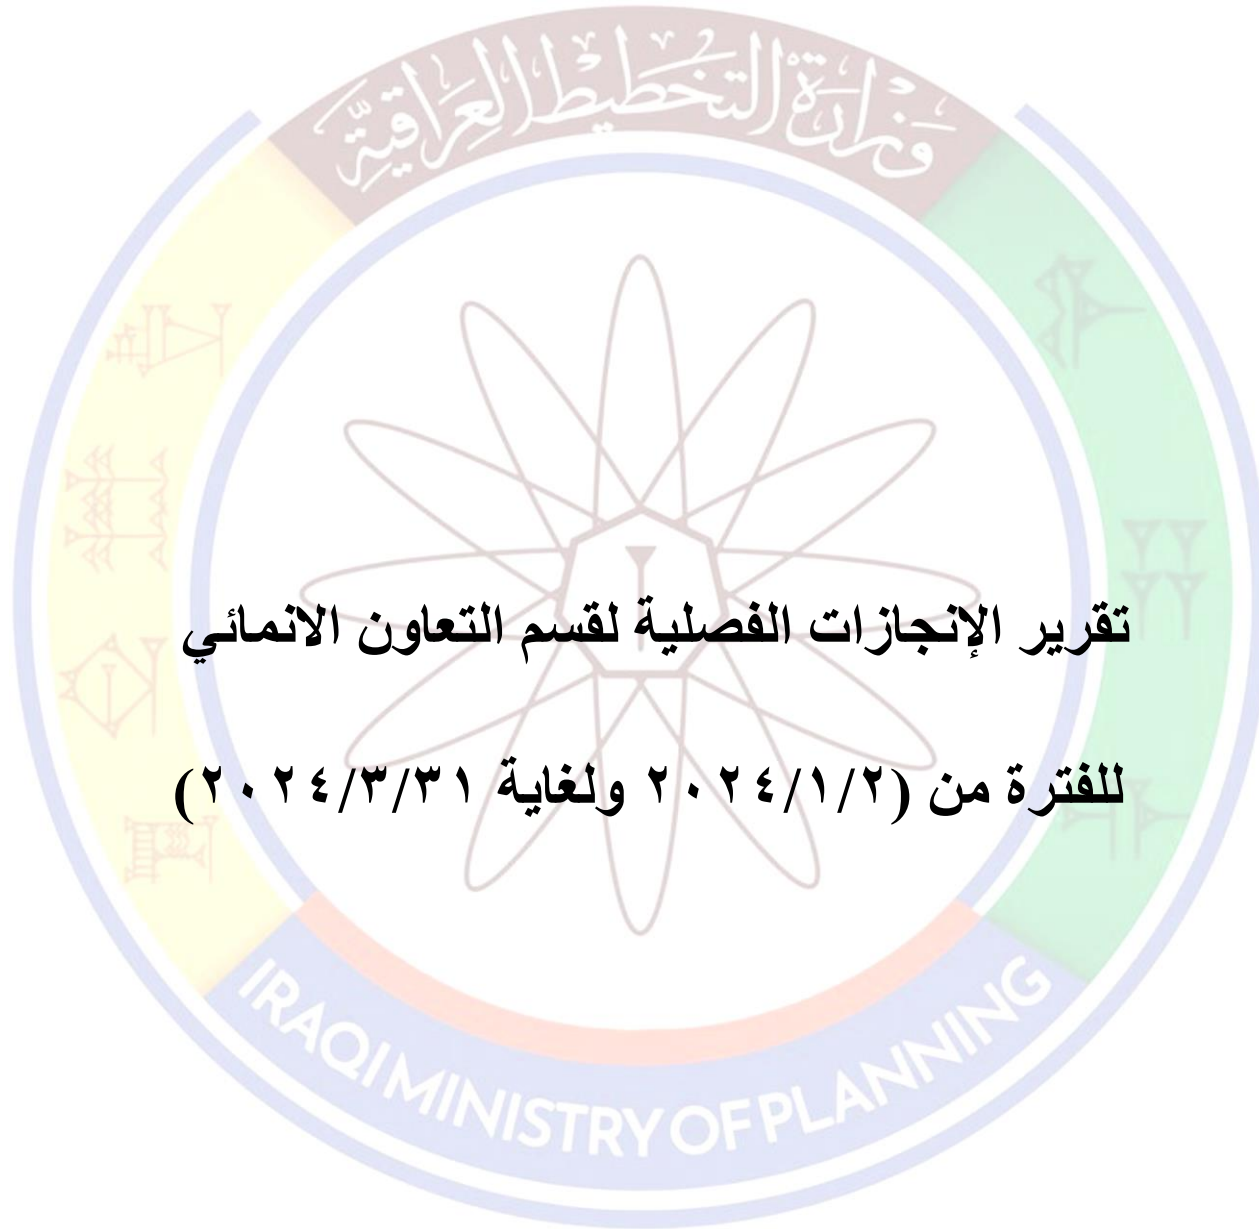 وزارة التخطيط العراقية
تقرير الإنجازات الفصلية لقسم التعاون الانمائي
للفترة من (٢٠٢٤/١/٢ ولغاية ٢٠٢٤/٣/٣١)
IRAQI MINISTRY OF PLANNING